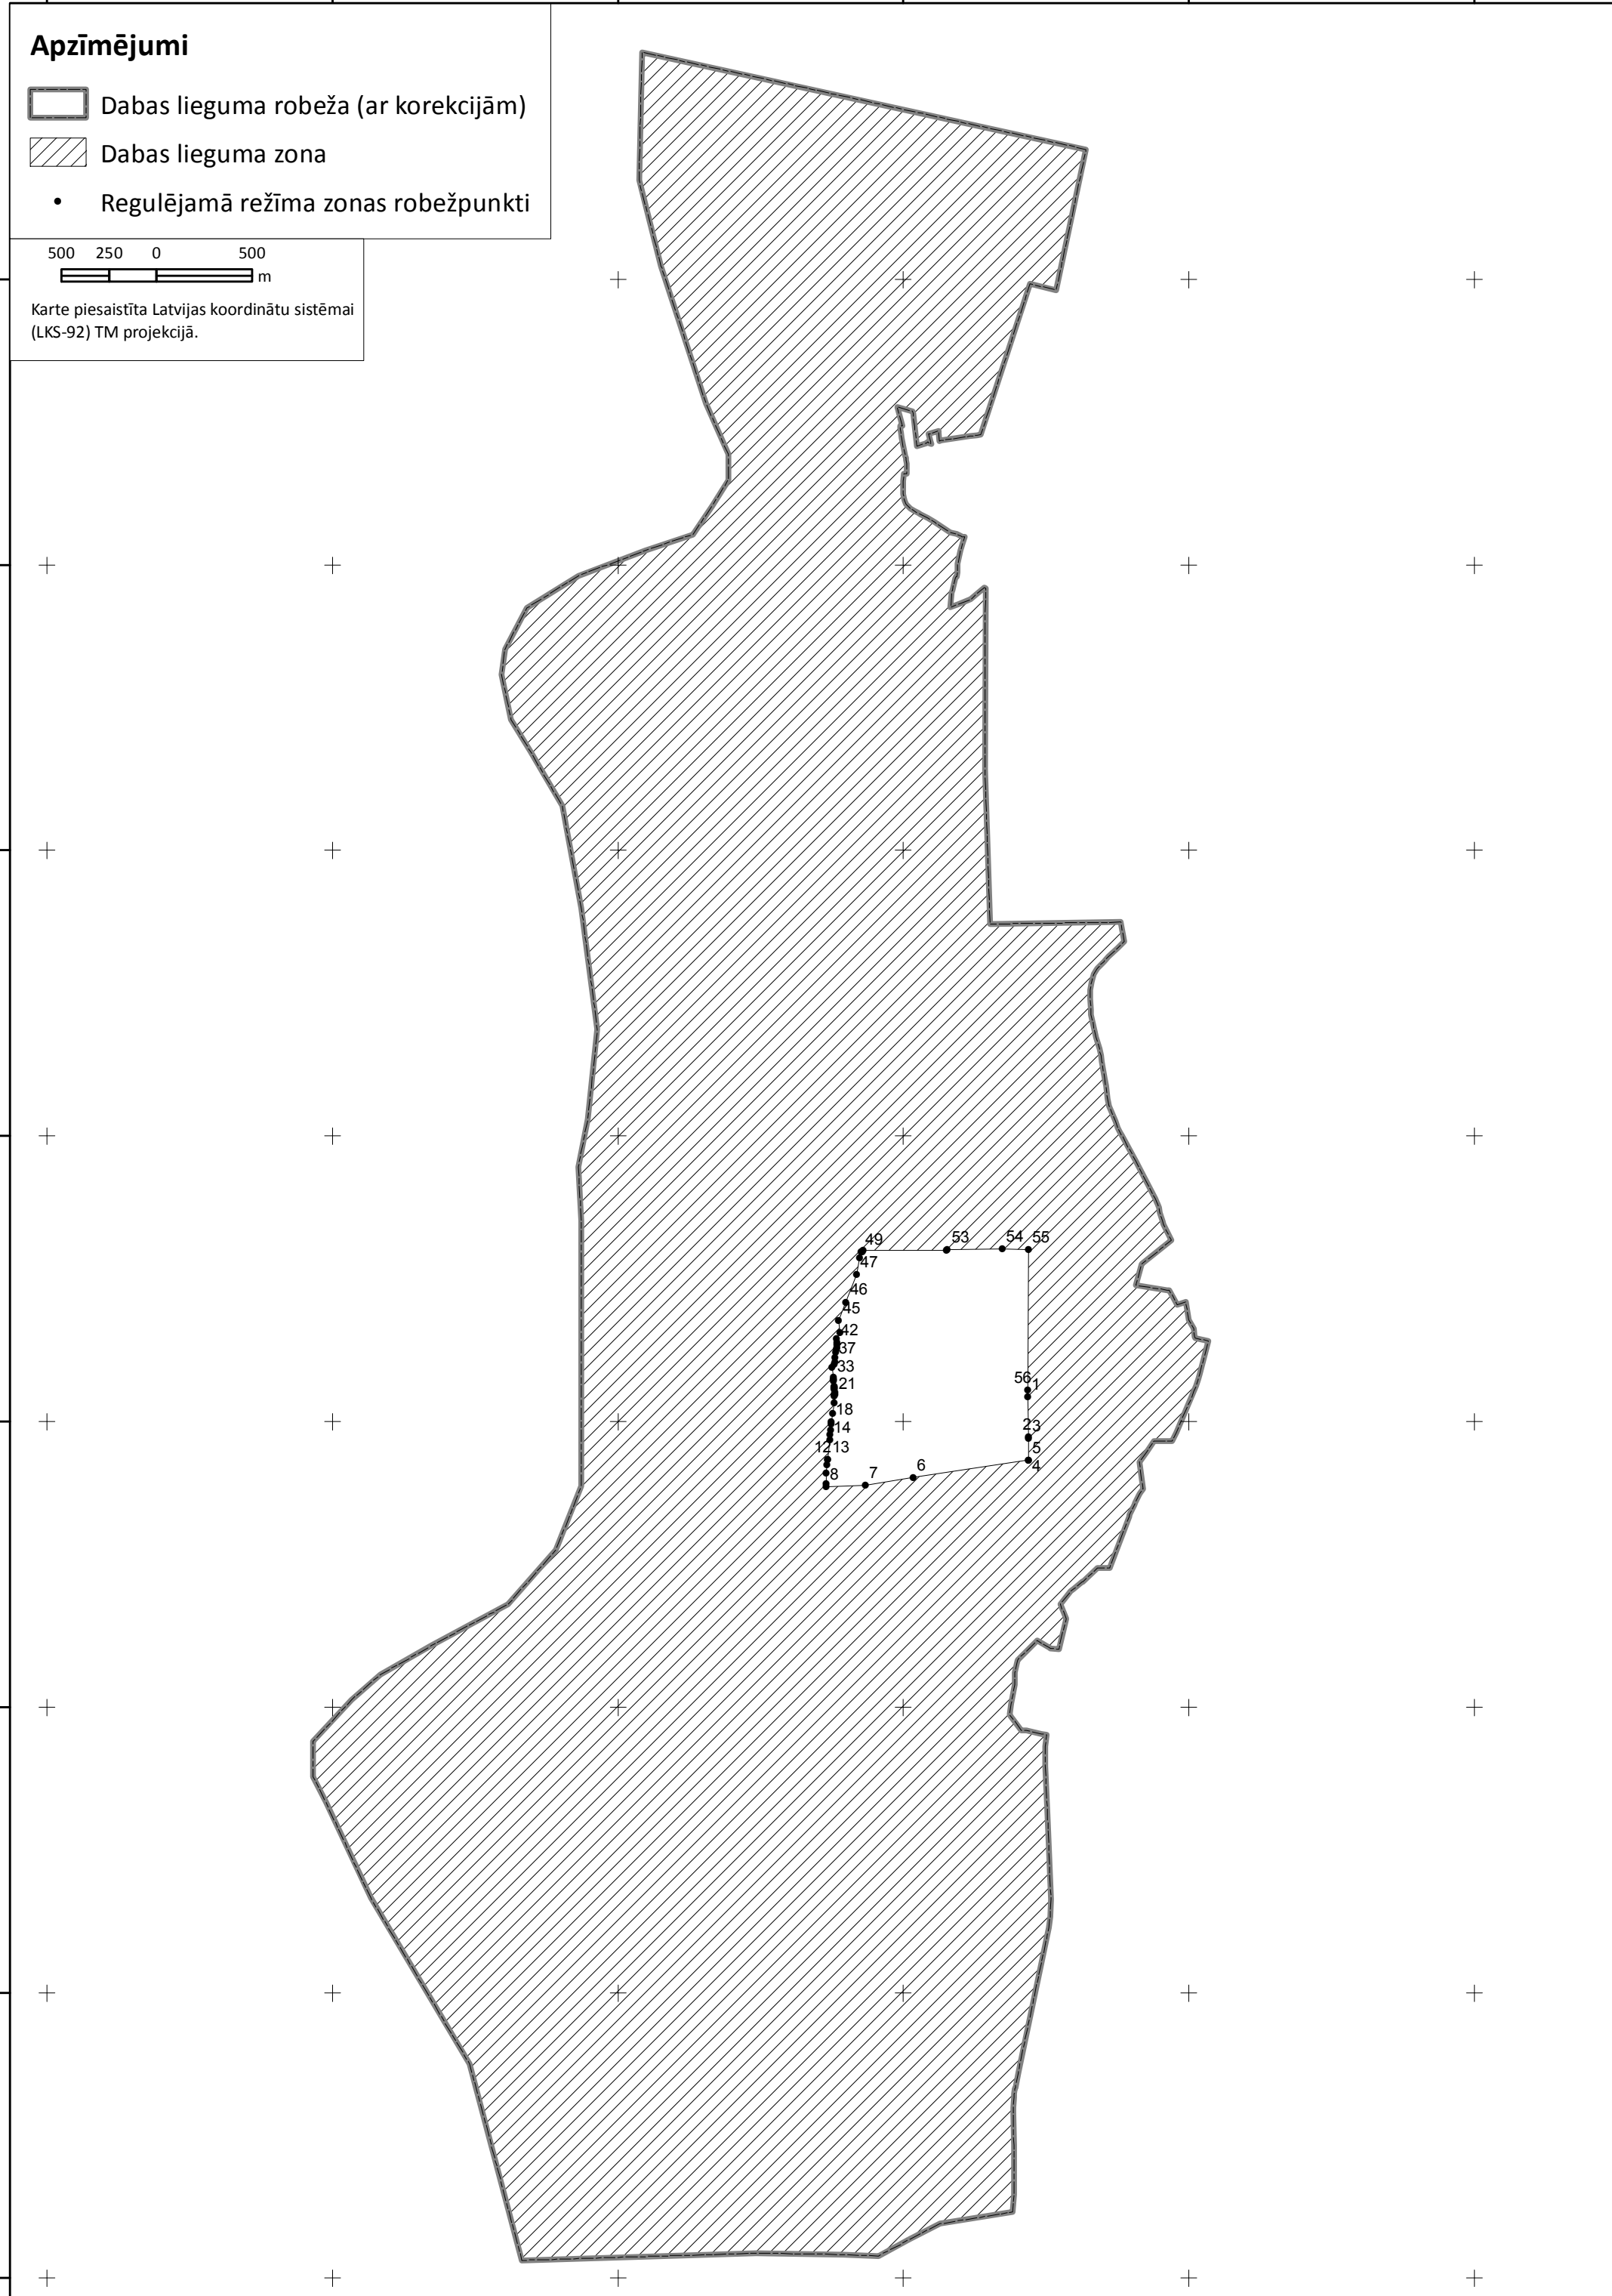 Apzīmējumi
Dabas lieguma robeža (ar korekcijām)
Dabas lieguma zona
Regulējamā režīma zonas robežpunkti
500 250 0 500
m
Karte piesaistīta Latvijas koordinātu sistēmai
(LKS-92) TM projekcijā.
49 53 54 55
47
46
45
42
37
33
56 1
21
18
23
14
12 13
5
4
6
7
8